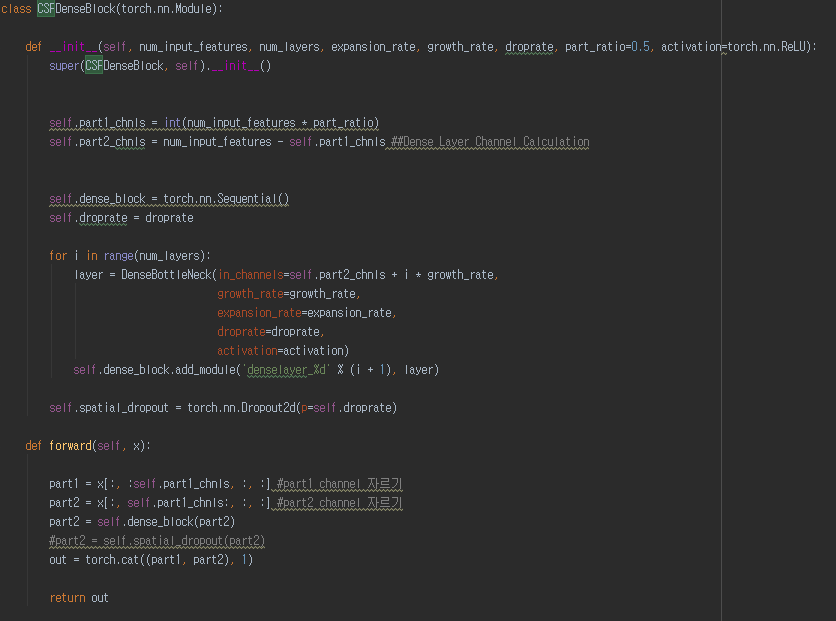 class CSFDenseBlock(torch.nn.Module):
def __init__(self, num_input_features, num_layers, expansion_rate, growth_rate, droprate, part_ratio=0.5, activation=torch.nn.ReLU):
super(CSFDenseBlock, self).__init__()
self.part1_chnls = int(num_input_features * part_ratio)
self.part2_chnls = num_input_features - self.part1_chnls ##Dense Layer Channel Calculation
self.dense_block = torch.nn.Sequential()
self.droprate = droprate
for i in range(num_layers):
layer = DenseBottleNeck(in_channels=self.part2_chnls + i * growth_rate,
growth_rate=growth_rate,
expansion_rate=expansion_rate,
droprate=droprate,
activation=activation)
self.dense_block.add_module('denselayer_%d' % (i + 1), layer)
self.spatial_dropout = torch.nn.Dropout2d(p=self.droprate)
def forward(self, x):
part1 = x[:, :self.part1_chnls, :, :] #part1 channel 자르기
part2 = x[:, self.part1_chnls:, :, :] #part2 channel 자르기
part2 = self.dense_block(part2)
#part2 = self.spatial_dropout(part2)
out = torch.cat((part1, part2), 1)
return out